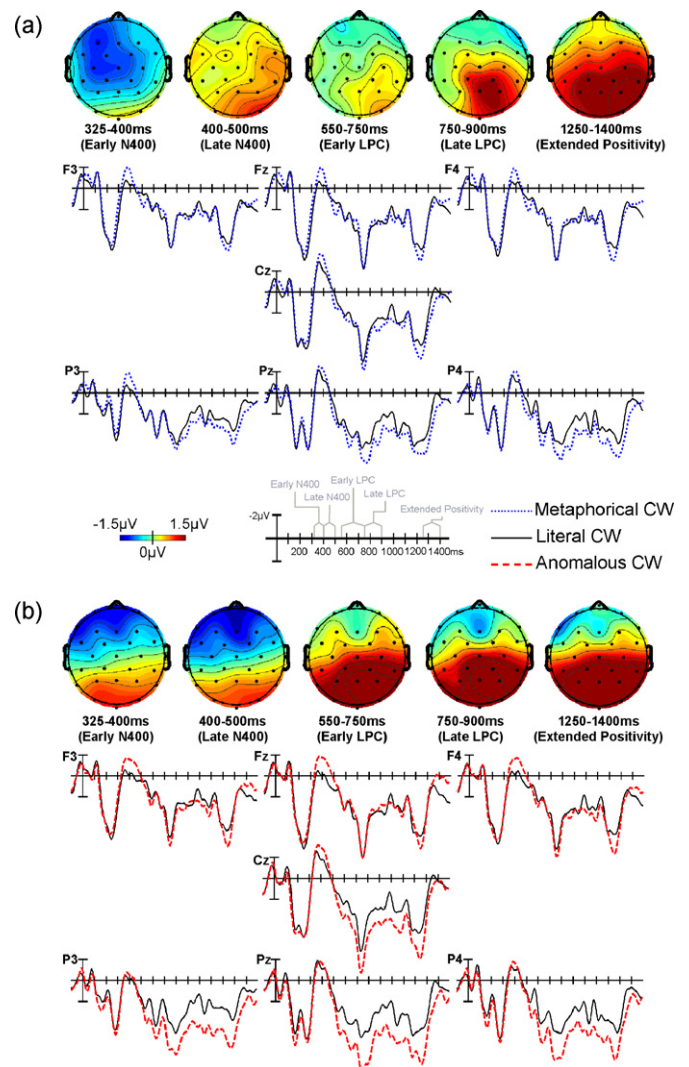 (a)
325-400ms 400-500ms 550-750ms 750-900ms 1250-1400ms
(Early N400) (Late N400) (Early LPC) (Late LPC) (Extended Positivity)
F3 Fz F4
Cz
P3 Pz P4
Early N400 Late N400 Early LPC Late LPC Extended Positivity
-1.5µV 1.5µV
0µV
-2µV
200 400 600 800 1000 1200 1400ms
Metaphorical CW
Literal CW
Anomalous CW
(b)
325-400ms 400-500ms 550-750ms 750-900ms 1250-1400ms
(Early N400) (Late N400) (Early LPC) (Late LPC) (Extended Positivity)
F3 Fz F4
Cz
P3 Pz P4